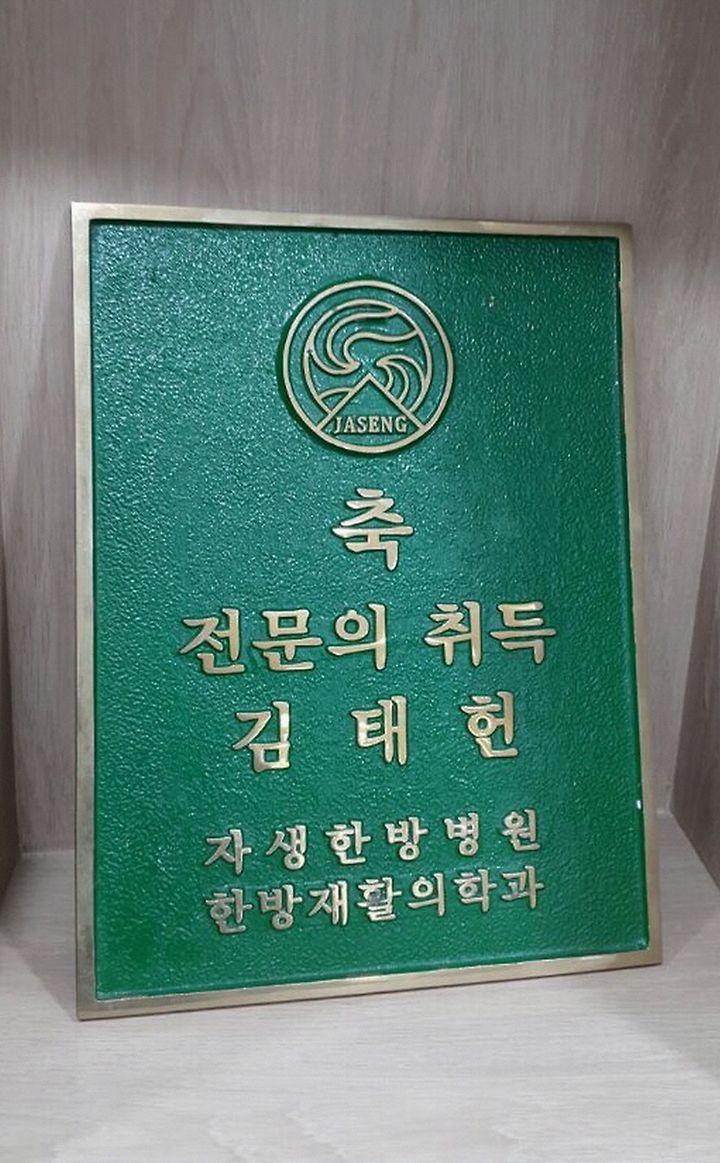 JASENG
축
전문의 취득
김 태 헌
자생한방병원
한방재활의학과